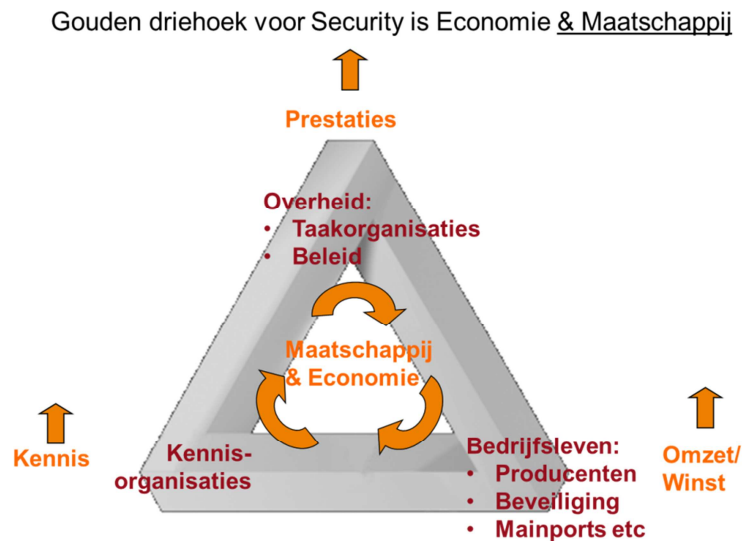 Gouden driehoek voor Security is Economie & Maatschappij
Prestaties
Overheid:
• Taakorganisaties
• Beleid
Maatschappij
& Economie
Kennis
Kennis-
organisaties
Bedrijfsleven:
• Producenten
• Beveiliging
• Mainports etc
Omzet/
Winst